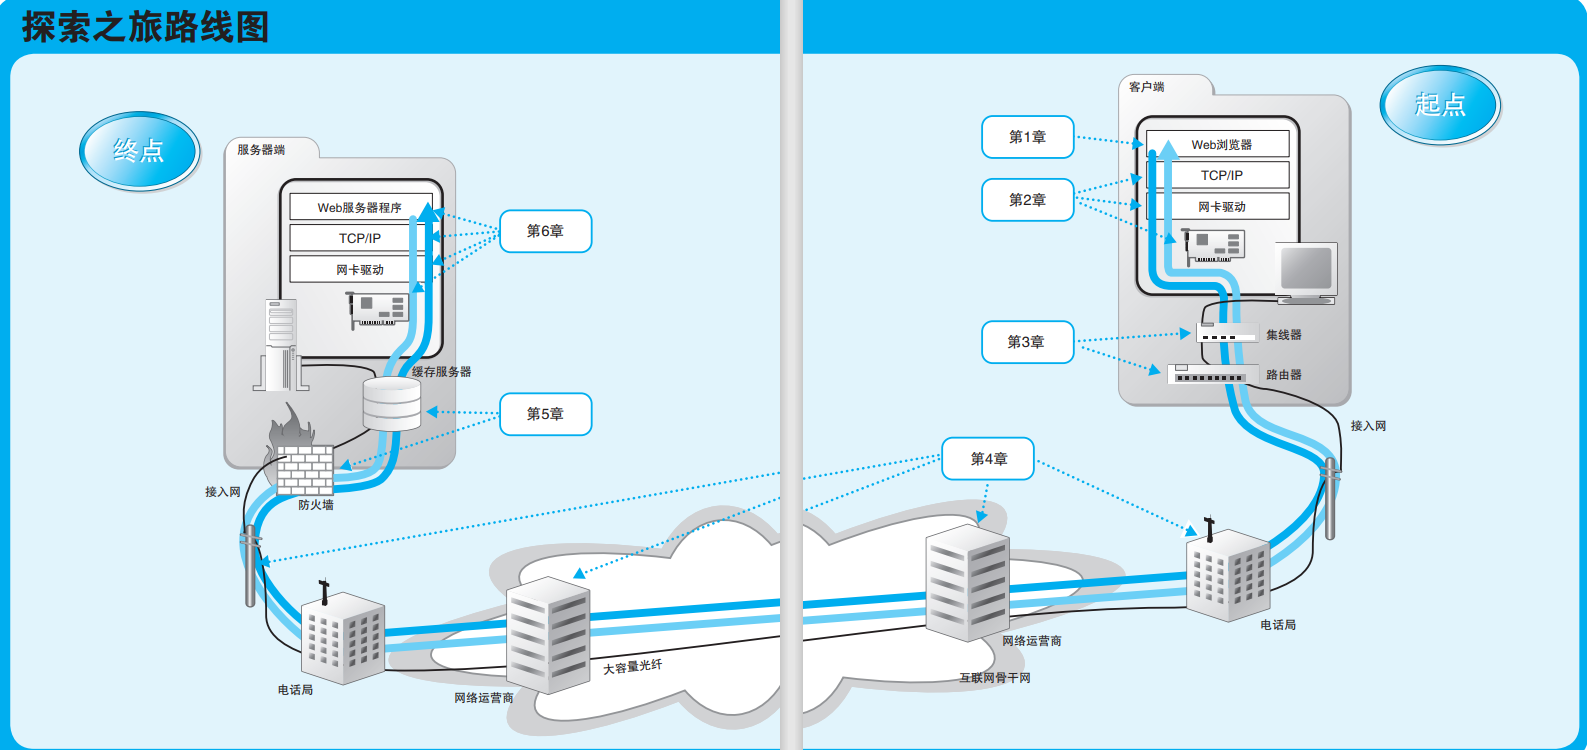 探索之旅路线图
终点
服务器端
Web服务器程序
TCP/IP
网卡驱动
第6章
缓存服务器
第5章
接入网
防火墙
电话局
网络运营商
大容量光纤
起点
客户端
第1章
Web浏览器
TCP/IP
第2章
网卡驱动
第3章
集线器
路由器
接入网
第4章
电话局
网络运营商
互联网骨干网